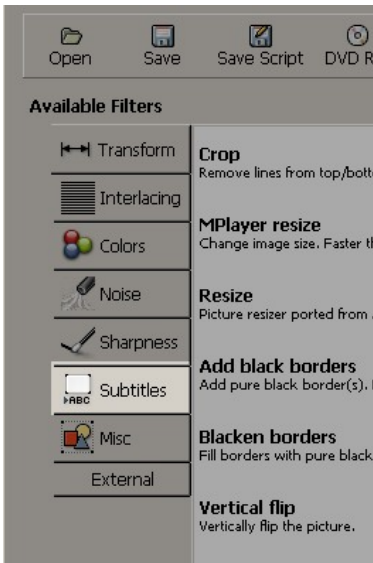 Open Save Save Script DVD R
Available Filters
Transform
Interlacing
Colors
Noise
Sharpness
ABC Subtitles
Misc
External
Crop
Remove lines from top/bott
MPlayer resize
Change image size. Faster th
Resize
Picture resizer ported from
Add black borders
Add pure black border(s).
Blacken borders
Fill borders with pure black
Vertical flip
Vertically flip the picture.